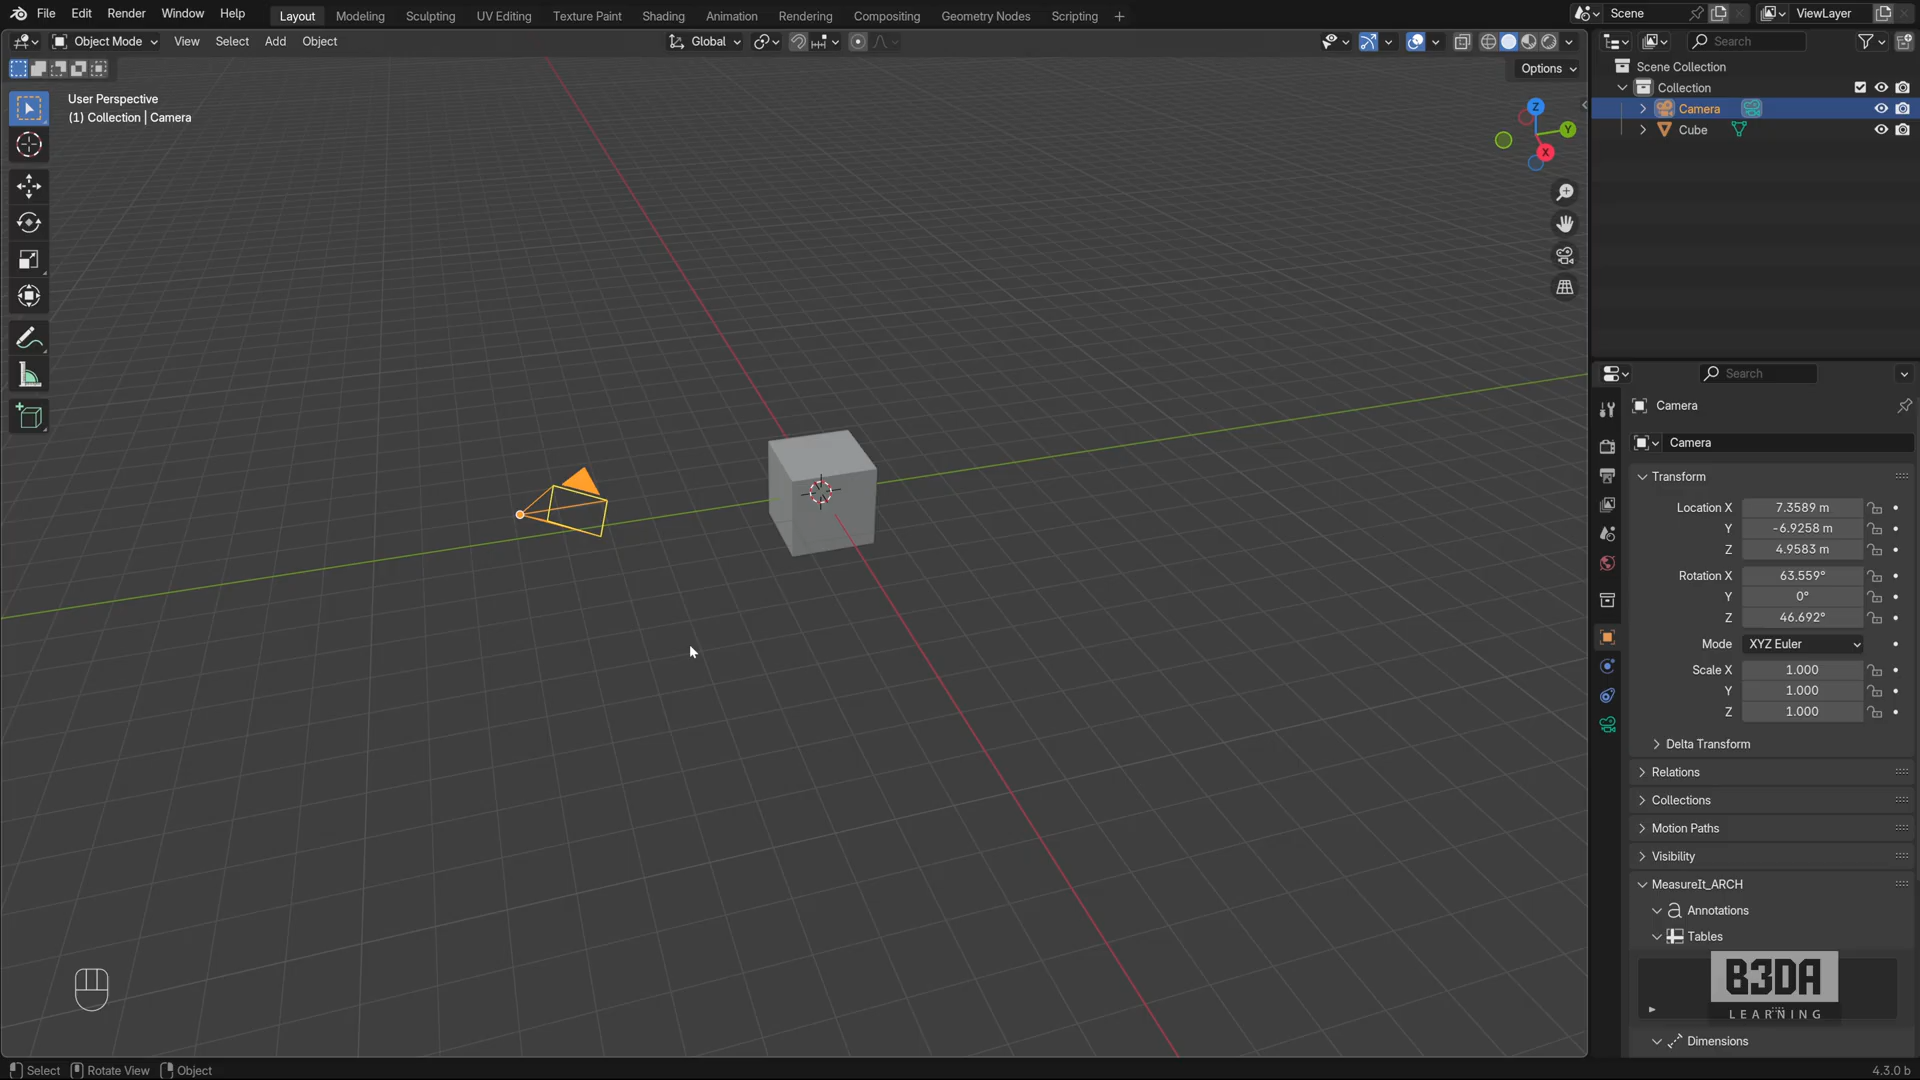 File Edit Render Window Help Layout Modeling Sculpting UV Editing Texture Paint Shading Animation Rendering Compositing Geometry Nodes Scripting + Scene ViewLayer
Object Mode View Select Add Object Global Search
Options
User Perspective
(1) Collection | Camera
Z
Y
X
Scene Collection
Collection
Camera
Cube
Search
Camera
Camera
Transform
Location X 7.3589 m
Y -6.9258 m
Z 4.9583 m
Rotation X 63.559°
Y 0°
Z 46.692°
Mode XYZ Euler
Scale X 1.000
Y 1.000
Z 1.000
Delta Transform
Relations
Collections
Motion Paths
Visibility
MeasureIt_ARCH
Annotations
Tables
B3DA
LEARNING
Dimensions
Select Rotate View Object 4.3.0 b